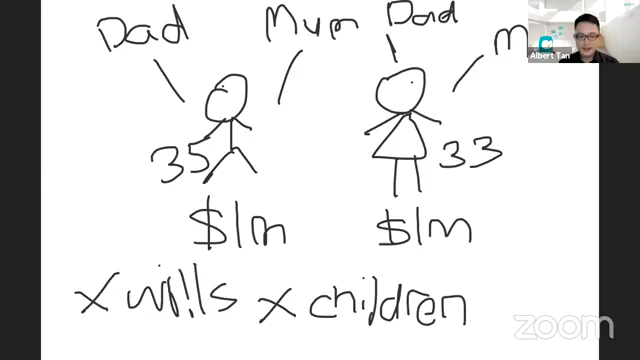 Dad Mum Dad M
Albert Tan
35 33
$1m $1m
x wills x children
zoom